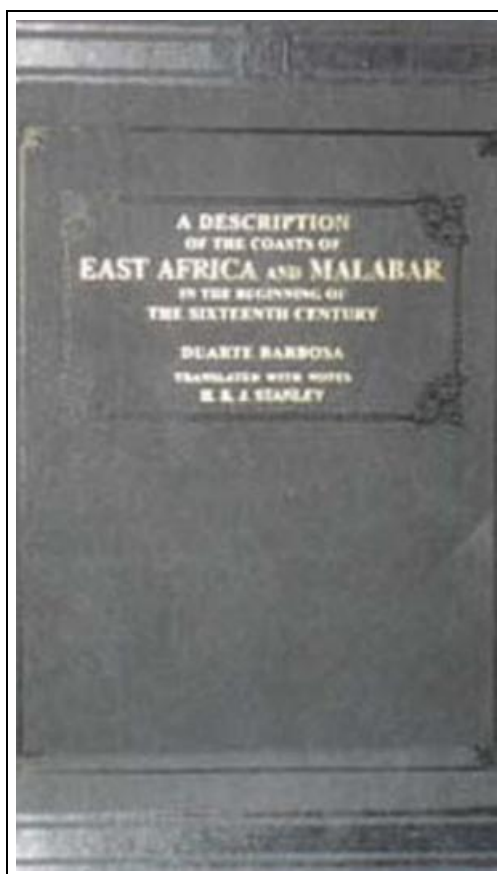 A DESCRIPTION
OF THE COASTS OF
EAST AFRICA AND MALABAR
IN THE BEGINNING OF
THE SIXTEENTH CENTURY
DUARTE BARBOSA
TRANSLATED WITH NOTES
H. E. J. STANLEY